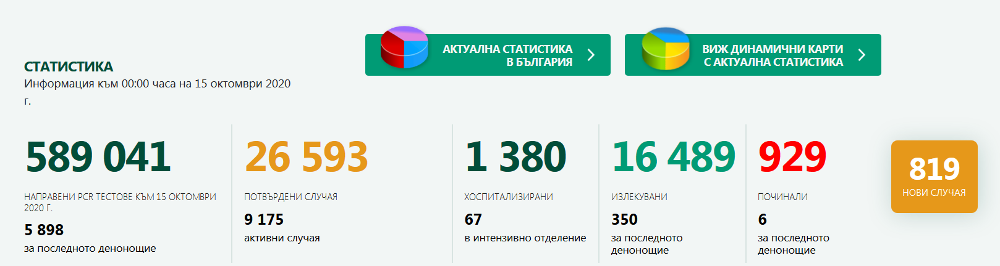 АКТУАЛНА СТАТИСТИКА
В БЪЛГАРИЯ
ВИЖ ДИНАМИЧНИ КАРТИ
С АКТУАЛНА СТАТИСТИКА
СТАТИСТИКА
Информация към 00:00 часа на 15 октомври 2020
г.
589 041
НАПРАВЕНИ PCR ТЕСТОВЕ КЪМ 15 ОКТОМВРИ
2020 Г.
5 898
за последното денонощие
26 593
ПОТВЪРДЕНИ СЛУЧАЯ
9 175
активни случая
1 380
ХОСПИТАЛИЗИРАНИ
67
в интензивно отделение
16 489
ИЗЛЕКУВАНИ
350
за последното
денонощие
929
ПОЧИНАЛИ
6
за последното
денонощие
819
НОВИ СЛУЧАЯ